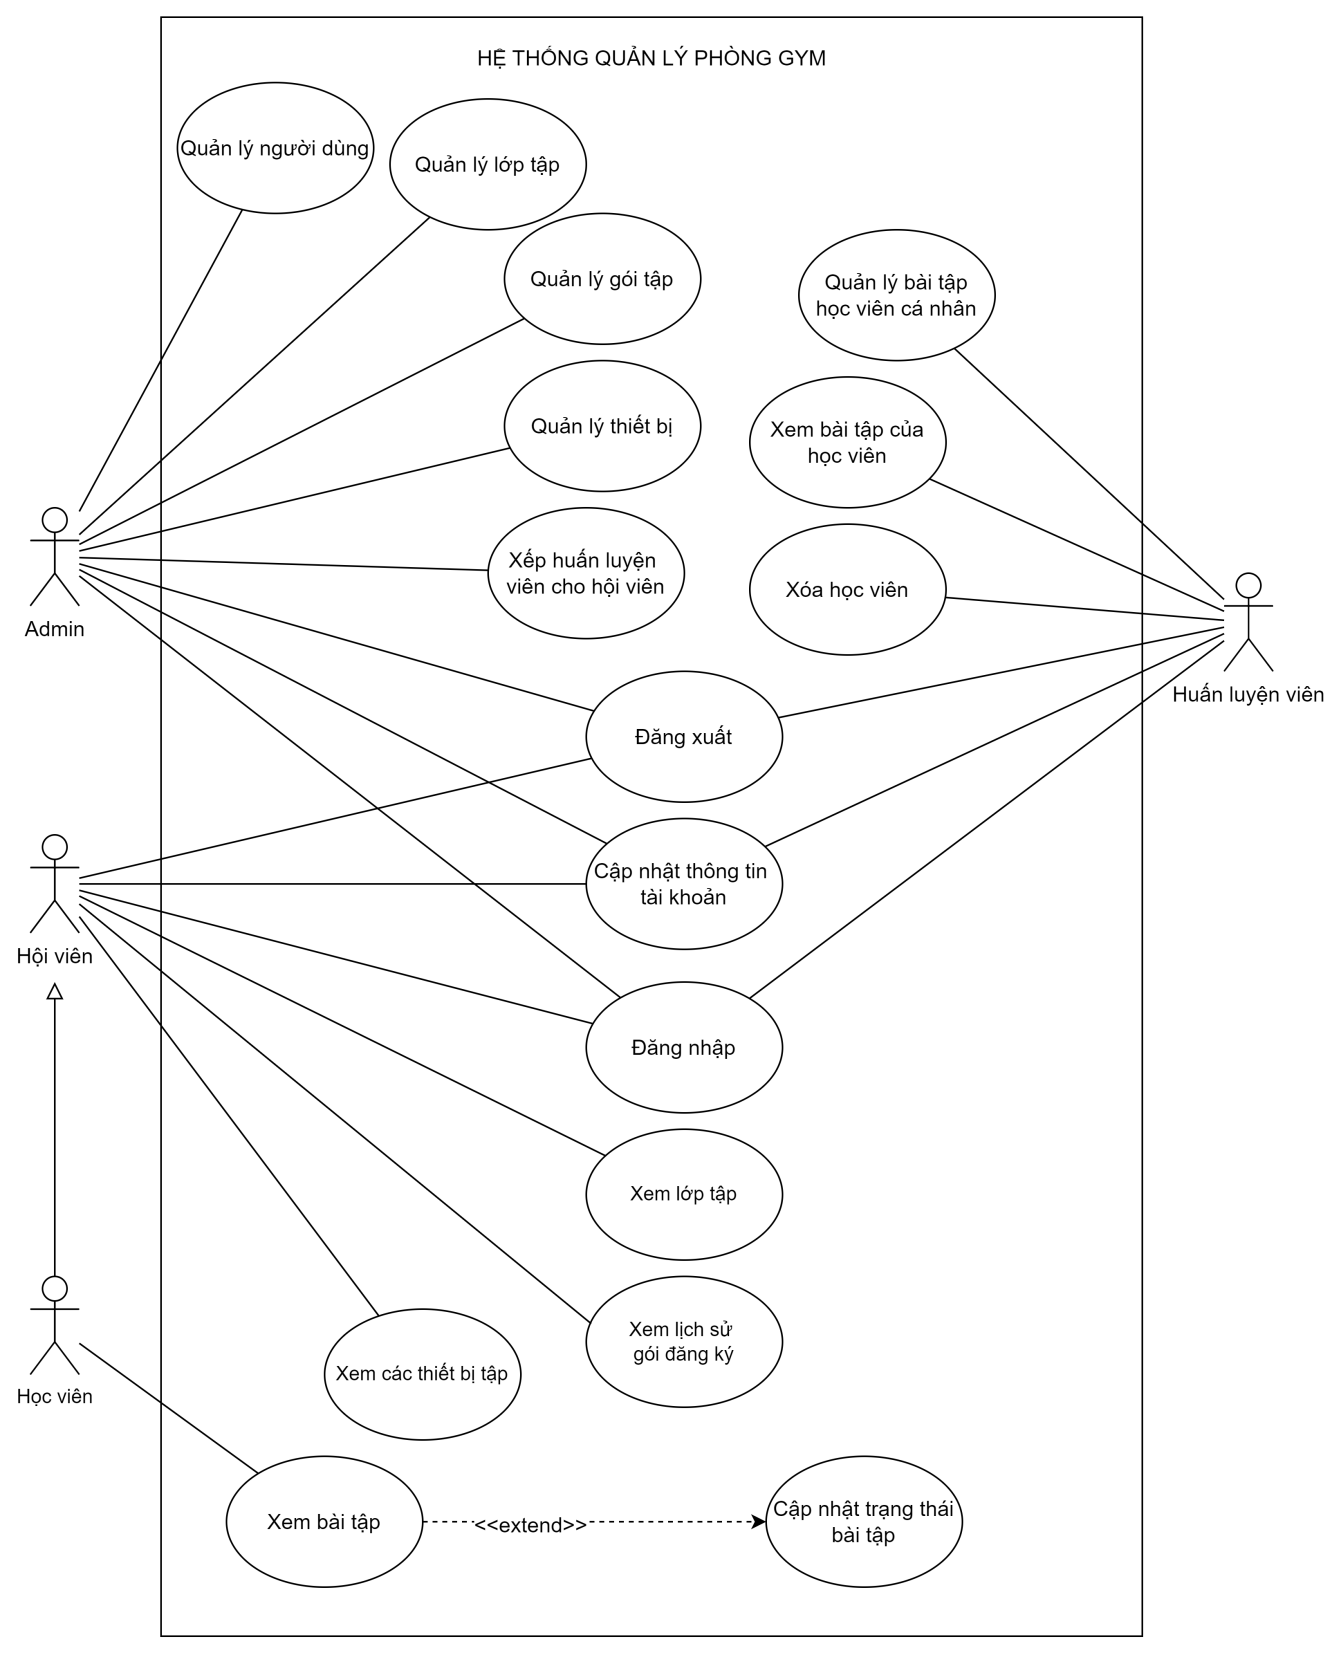 HỆ THỐNG QUẢN LÝ PHÒNG GYM
Quản lý người dùng
Quản lý lớp tập
Quản lý gói tập
Quản lý bài tập
học viên cá nhân
Quản lý thiết bị
Xem bài tập của
học viên
Xếp huấn luyện
viên cho hội viên
Xóa học viên
Admin
Huấn luyện viên
Đăng xuất
Cập nhật thông tin
tài khoản
Hội viên
Đăng nhập
Xem lớp tập
Xem lịch sử
gói đăng ký
Xem các thiết bị tập
Học viên
Xem bài tập
<<extend>>
Cập nhật trạng thái
bài tập